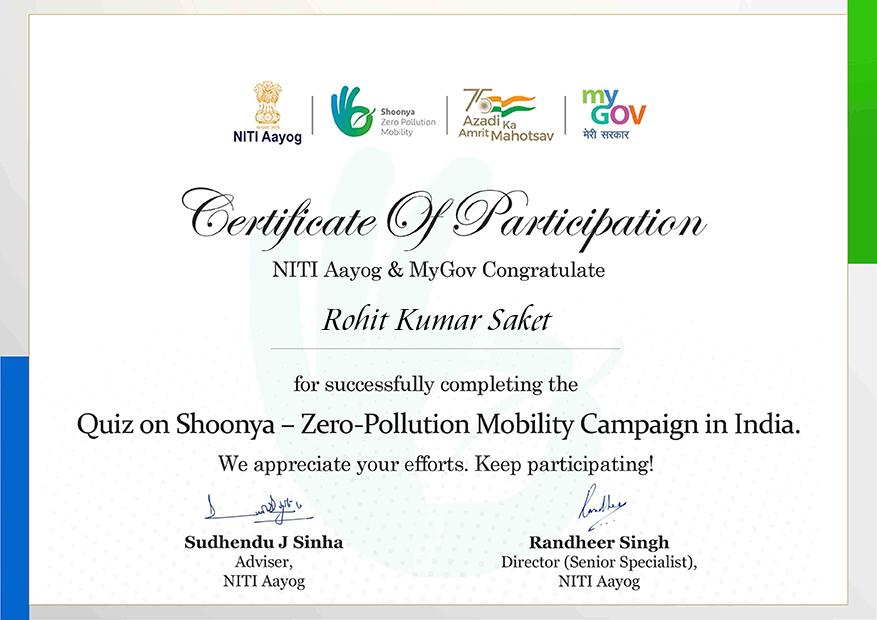 NITI Aayog
Shoonya
Zero Pollution
Mobility
75
Azadi Ka
Amrit Mahotsav
my
GOV
मेरी सरकार
Certificate Of Participation
NITI Aayog & MyGov Congratulate
Rohit Kumar Saket
for successfully completing the
Quiz on Shoonya – Zero-Pollution Mobility Campaign in India.
We appreciate your efforts. Keep participating!
Sudhendu J Sinha
Adviser,
NITI Aayog
Randheer Singh
Director (Senior Specialist),
NITI Aayog